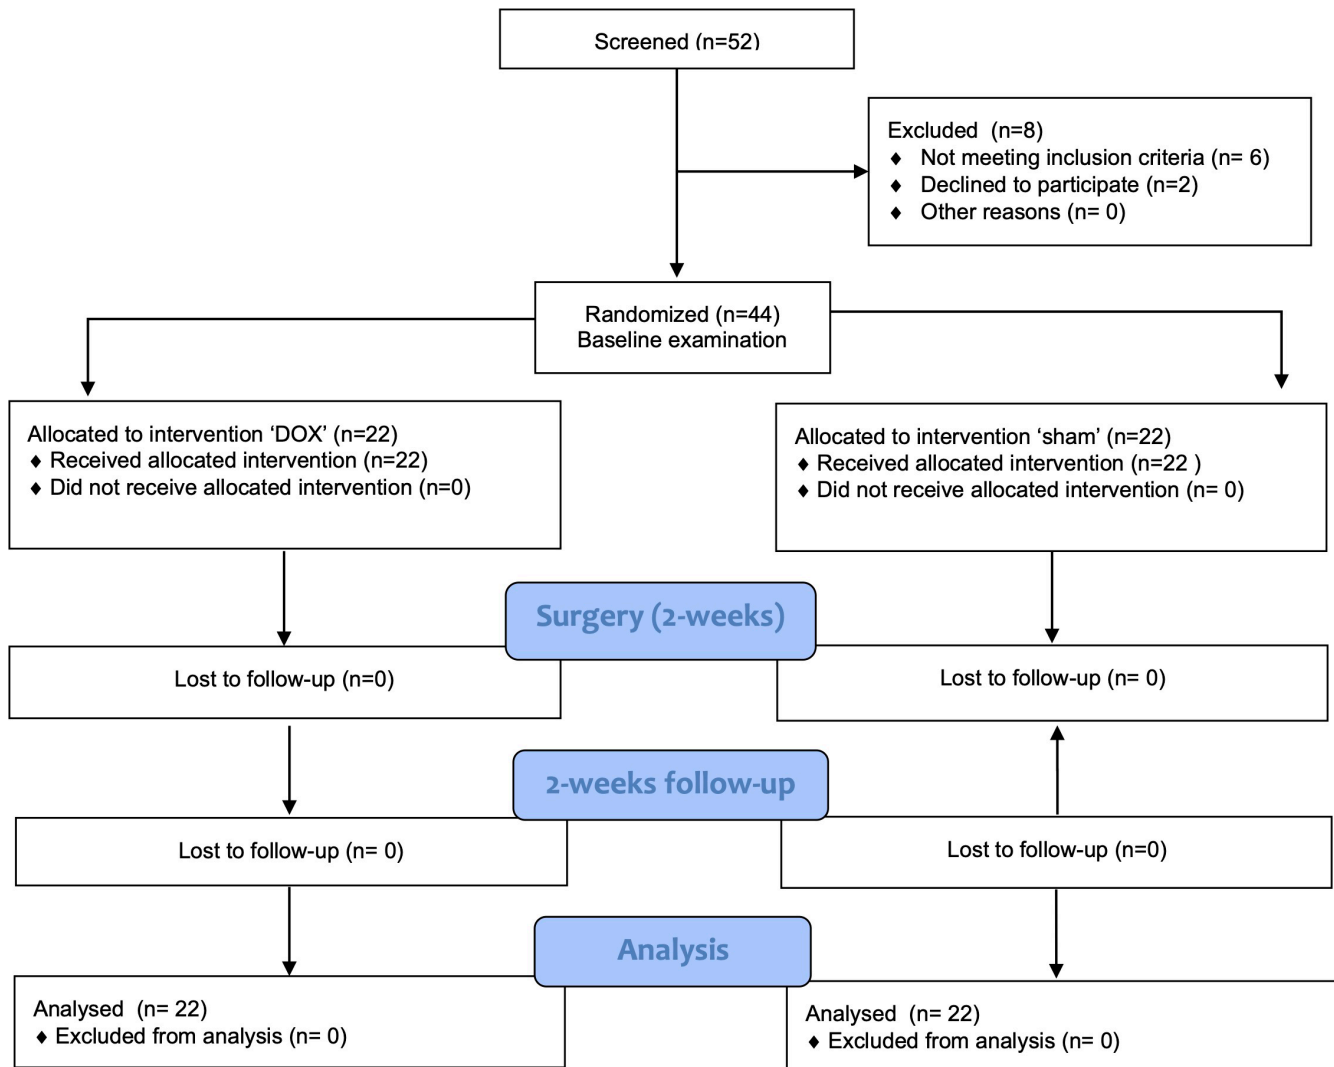 Screened (n=52)
Excluded  (n=8)
♦ Not meeting inclusion criteria (n= 6)
♦ Declined to participate (n=2)
♦ Other reasons (n= 0)
Randomized (n=44)
Baseline examination
Allocated to intervention ‘DOX’ (n=22)
♦ Received allocated intervention (n=22)
♦ Did not receive allocated intervention (n=0)
Allocated to intervention ‘sham’ (n=22)
♦ Received allocated intervention (n=22 )
♦ Did not receive allocated intervention (n= 0)
Surgery (2-weeks)
Lost to follow-up (n=0)
Lost to follow-up (n= 0)
2-weeks follow-up
Lost to follow-up (n= 0)
Lost to follow-up (n=0)
Analysis
Analysed  (n= 22)
♦ Excluded from analysis (n= 0)
Analysed  (n= 22)
♦ Excluded from analysis (n= 0)